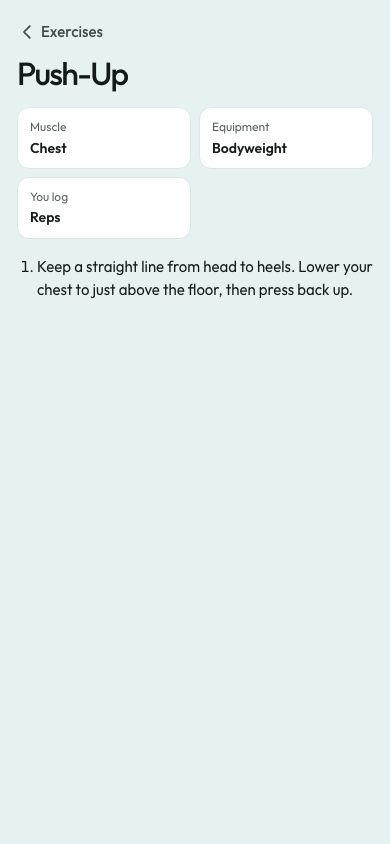 Exercises
Push-Up
Muscle
Chest
Equipment
Bodyweight
You log
Reps
1. Keep a straight line from head to heels. Lower your
chest to just above the floor, then press back up.